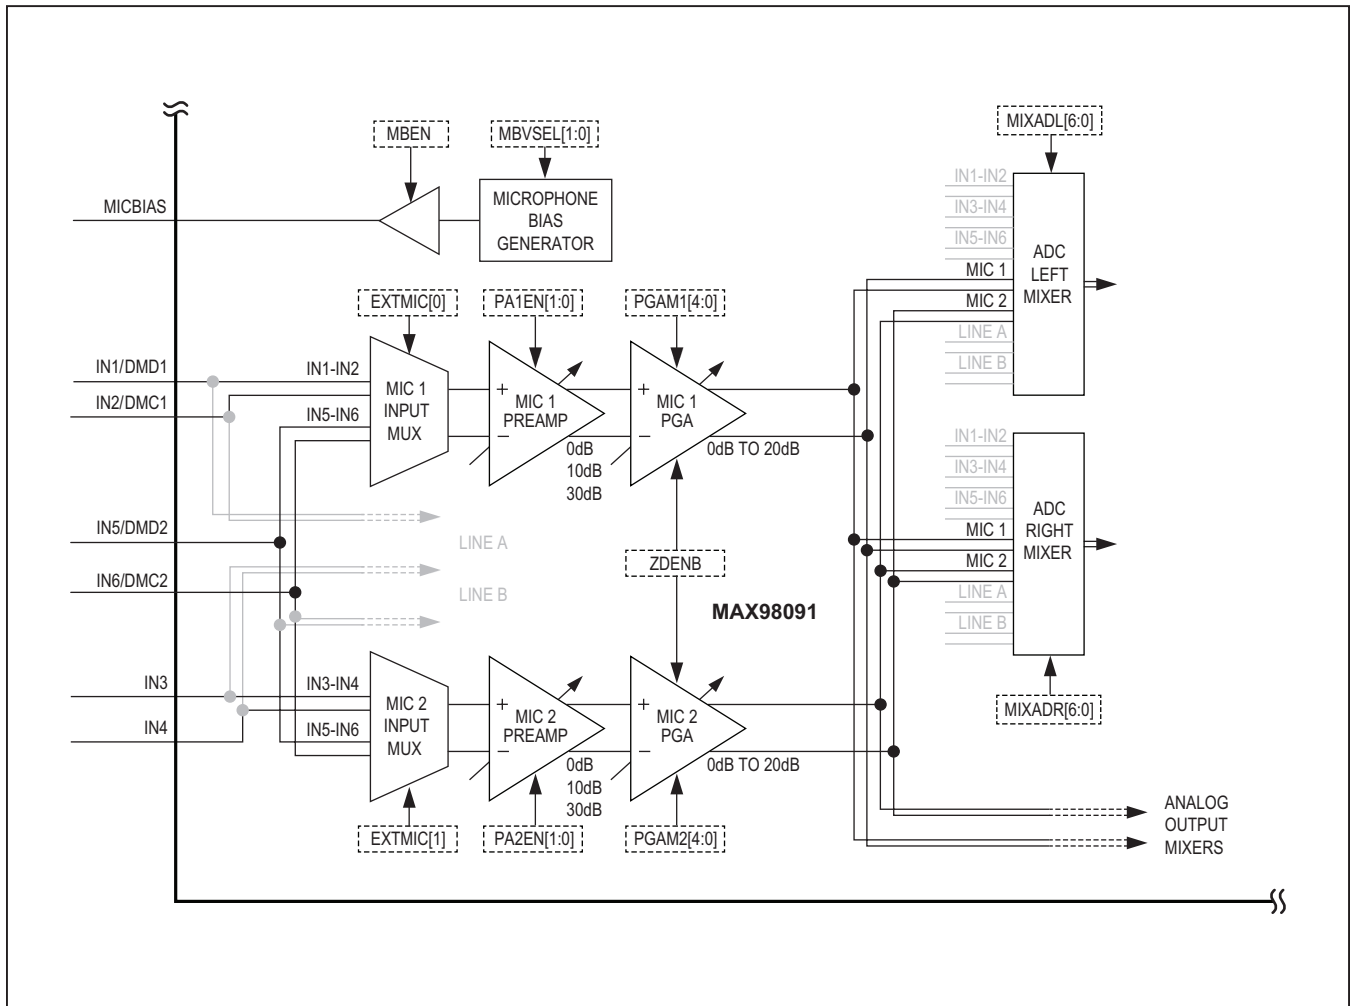 MBEN
MBVSEL[1:0]
MIXADL[6:0]
MICBIAS
MICROPHONE
BIAS
GENERATOR
IN1-IN2
IN3-IN4
IN5-IN6
MIC 1
MIC 2
LINE A
LINE B
ADC
LEFT
MIXER
EXTMIC[0]
PA1EN[1:0]
PGAM1[4:0]
IN1/DMD1
IN2/DMC1
IN1-IN2
IN5-IN6
MIC 1
INPUT
MUX
+
−
MIC 1
PREAMP
0dB
10dB
30dB
+
−
MIC 1
PGA
0dB TO 20dB
IN1-IN2
IN3-IN4
IN5-IN6
MIC 1
MIC 2
LINE A
LINE B
ADC
RIGHT
MIXER
IN5/DMD2
IN6/DMC2
LINE A
LINE B
ZDENB
MAX98091
IN3
IN4
IN3-IN4
IN5-IN6
MIC 2
INPUT
MUX
+
−
MIC 2
PREAMP
0dB
10dB
30dB
+
−
MIC 2
PGA
0dB TO 20dB
MIXADR[6:0]
EXTMIC[1]
PA2EN[1:0]
PGAM2[4:0]
ANALOG
OUTPUT
MIXERS